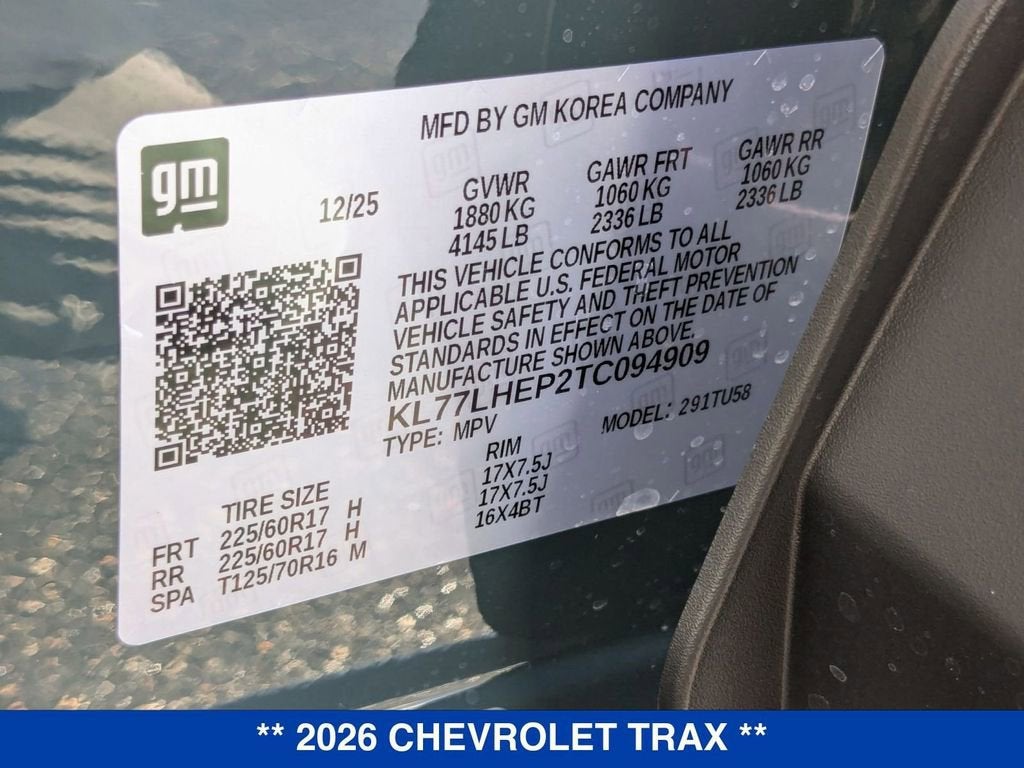 MFD BY GM KOREA COMPANY
gm
12/25
GVWR GAWR FRT GAWR RR
1880 KG 1060 KG 1060 KG
4145 LB 2336 LB 2336 LB
THIS VEHICLE CONFORMS TO ALL
APPLICABLE U.S. FEDERAL MOTOR
VEHICLE SAFETY AND THEFT PREVENTION
STANDARDS IN EFFECT ON THE DATE OF
MANUFACTURE SHOWN ABOVE.
KL77LHEP2TC094909
TYPE: MPV MODEL: 291TU58
TIRE SIZE RIM
FRT 225/60R17 H 17X7.5J
RR 225/60R17 H 17X7.5J
SPA T125/70R16 M 16X4BT
** 2026 CHEVROLET TRAX **